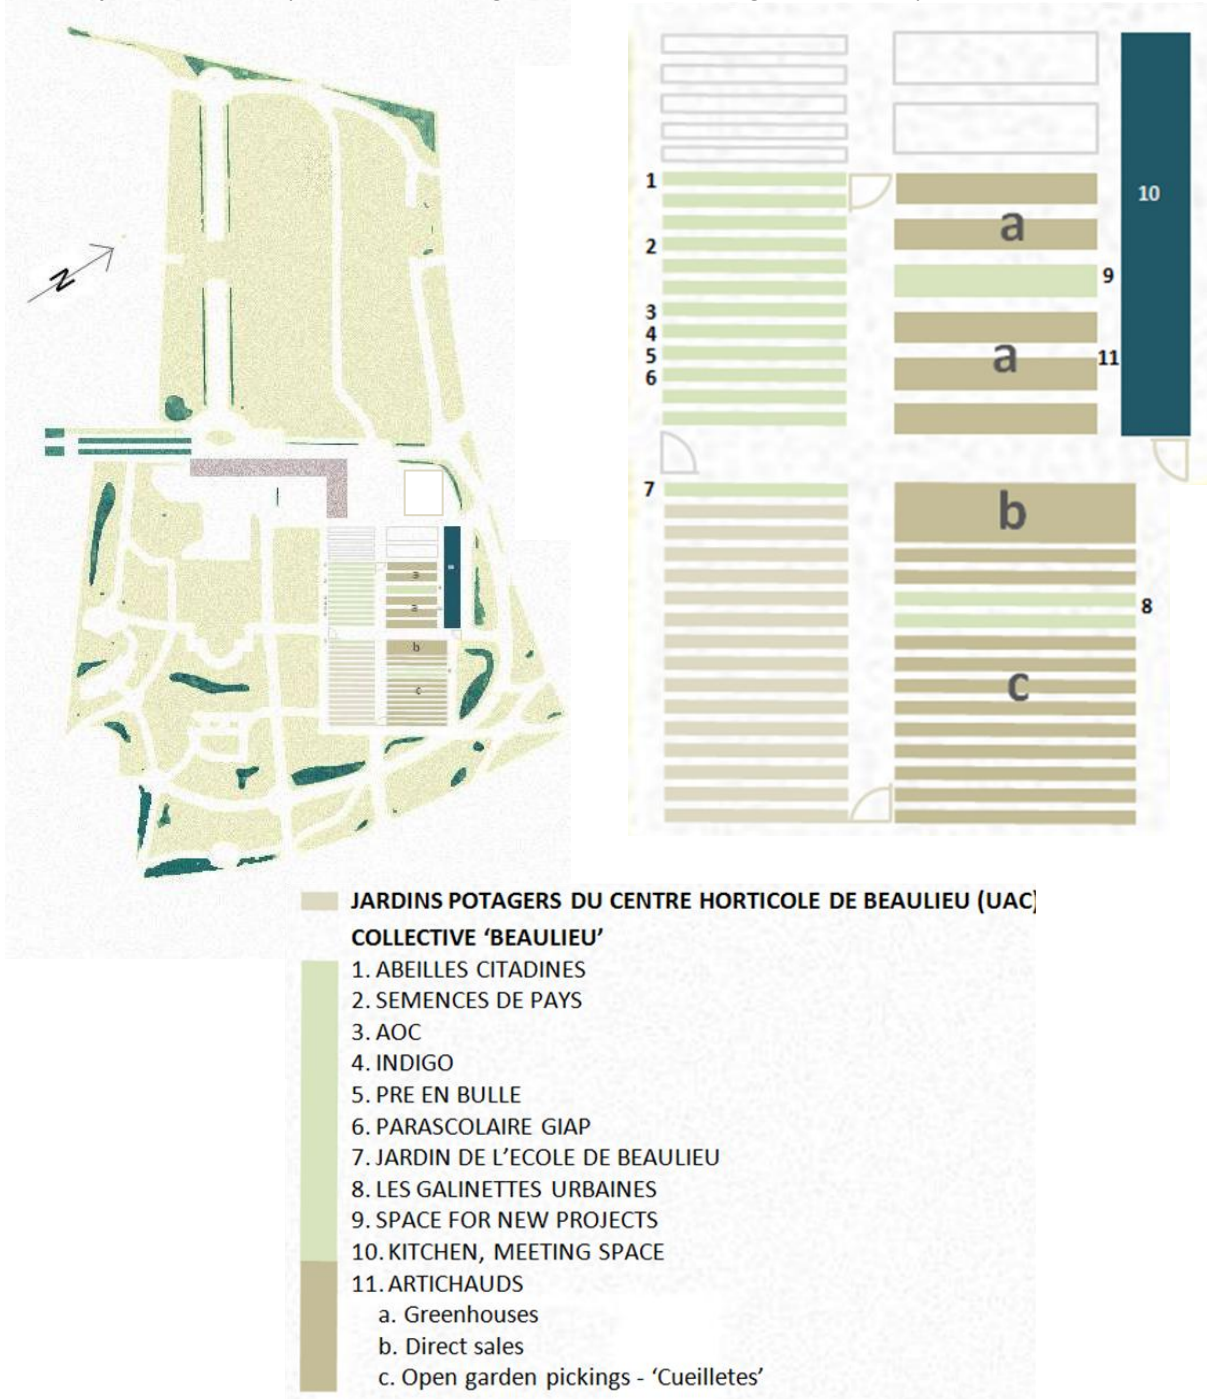 N
1
2
3
4
5
6
7
a
9
a
11
10
b
8
c
JARDINS POTAGERS DU CENTRE HORTICOLE DE BEAULIEU (UAC)
COLLECTIVE ‘BEAULIEU’
1. ABEILLES CITADINES
2. SEMENCES DE PAYS
3. AOC
4. INDIGO
5. PRE EN BULLE
6. PARASCOLAIRE GIAP
7. JARDIN DE L’ECOLE DE BEAULIEU
8. LES GALINETTES URBAINES
9. SPACE FOR NEW PROJECTS
10. KITCHEN, MEETING SPACE
11. ARTICHAUDS
a. Greenhouses
b. Direct sales
c. Open garden pickings - ‘Cueilletes’